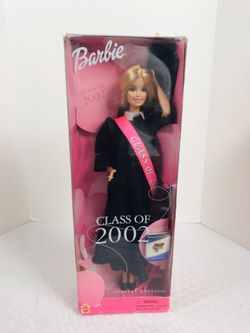 Barbie
CLASS OF
2002
CLASS OF
CLASS OF
2002
SPECIAL EDITION